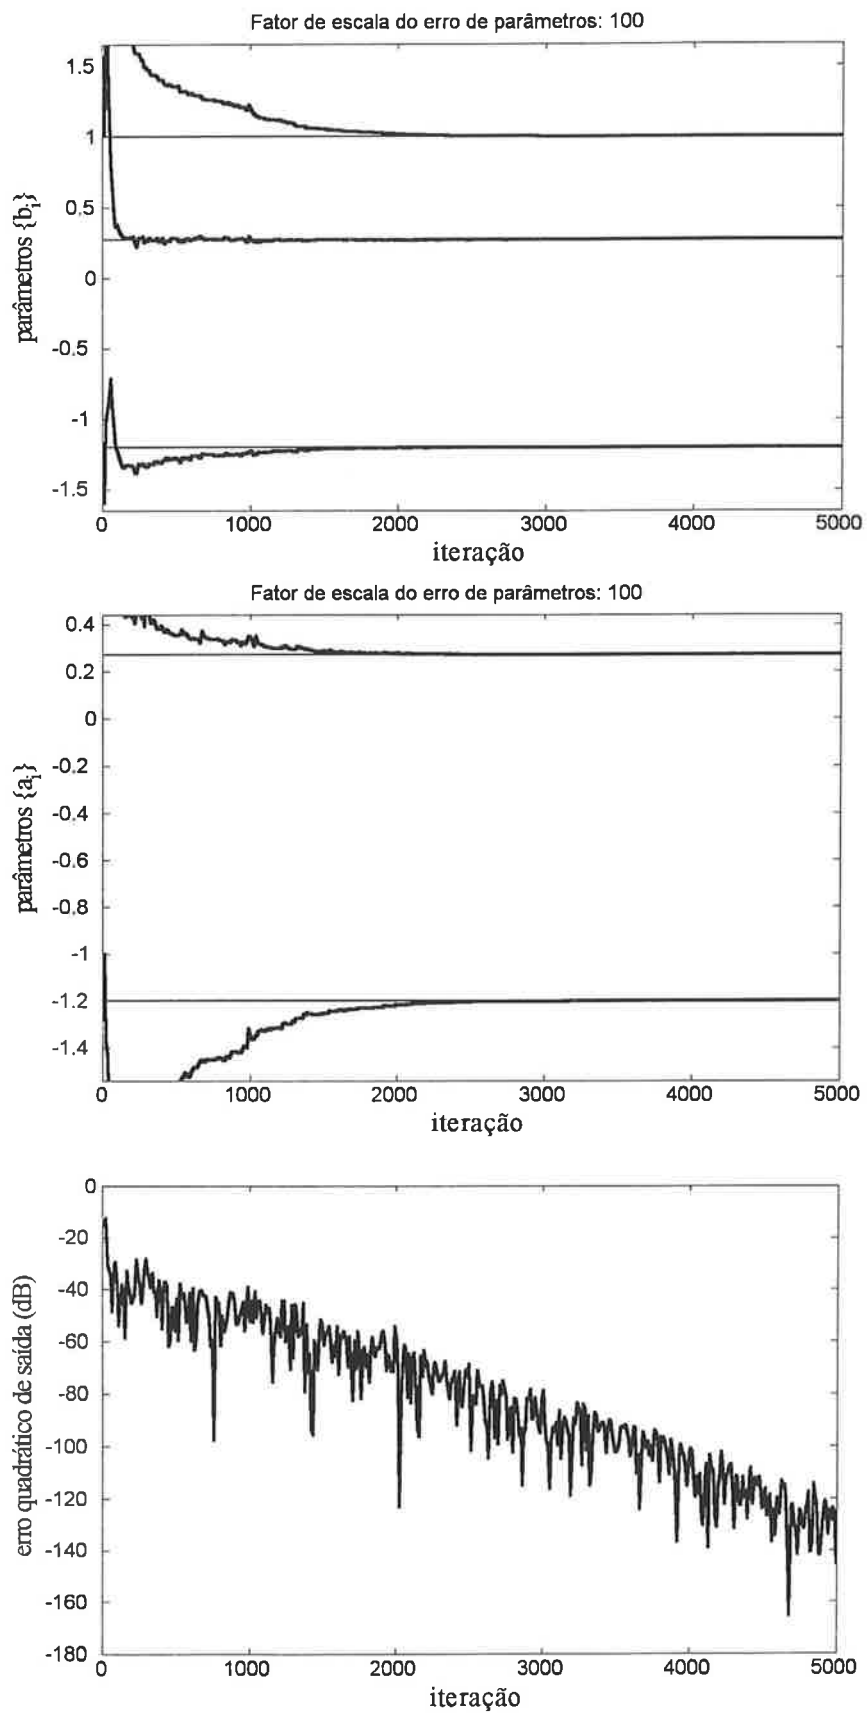 Fator de escala do erro de parâmetros: 100
parâmetros {bᵢ}
1.5
1
0.5
0
-0.5
-1
-1.5
0 1000 2000 3000 4000 5000
iteração
Fator de escala do erro de parâmetros: 100
parâmetros {aᵢ}
0.4
0.2
0
-0.2
-0.4
-0.6
-0.8
-1
-1.2
-1.4
0 1000 2000 3000 4000 5000
iteração
erro quadrático de saída (dB)
0
-20
-40
-60
-80
-100
-120
-140
-160
-180
0 1000 2000 3000 4000 5000
iteração